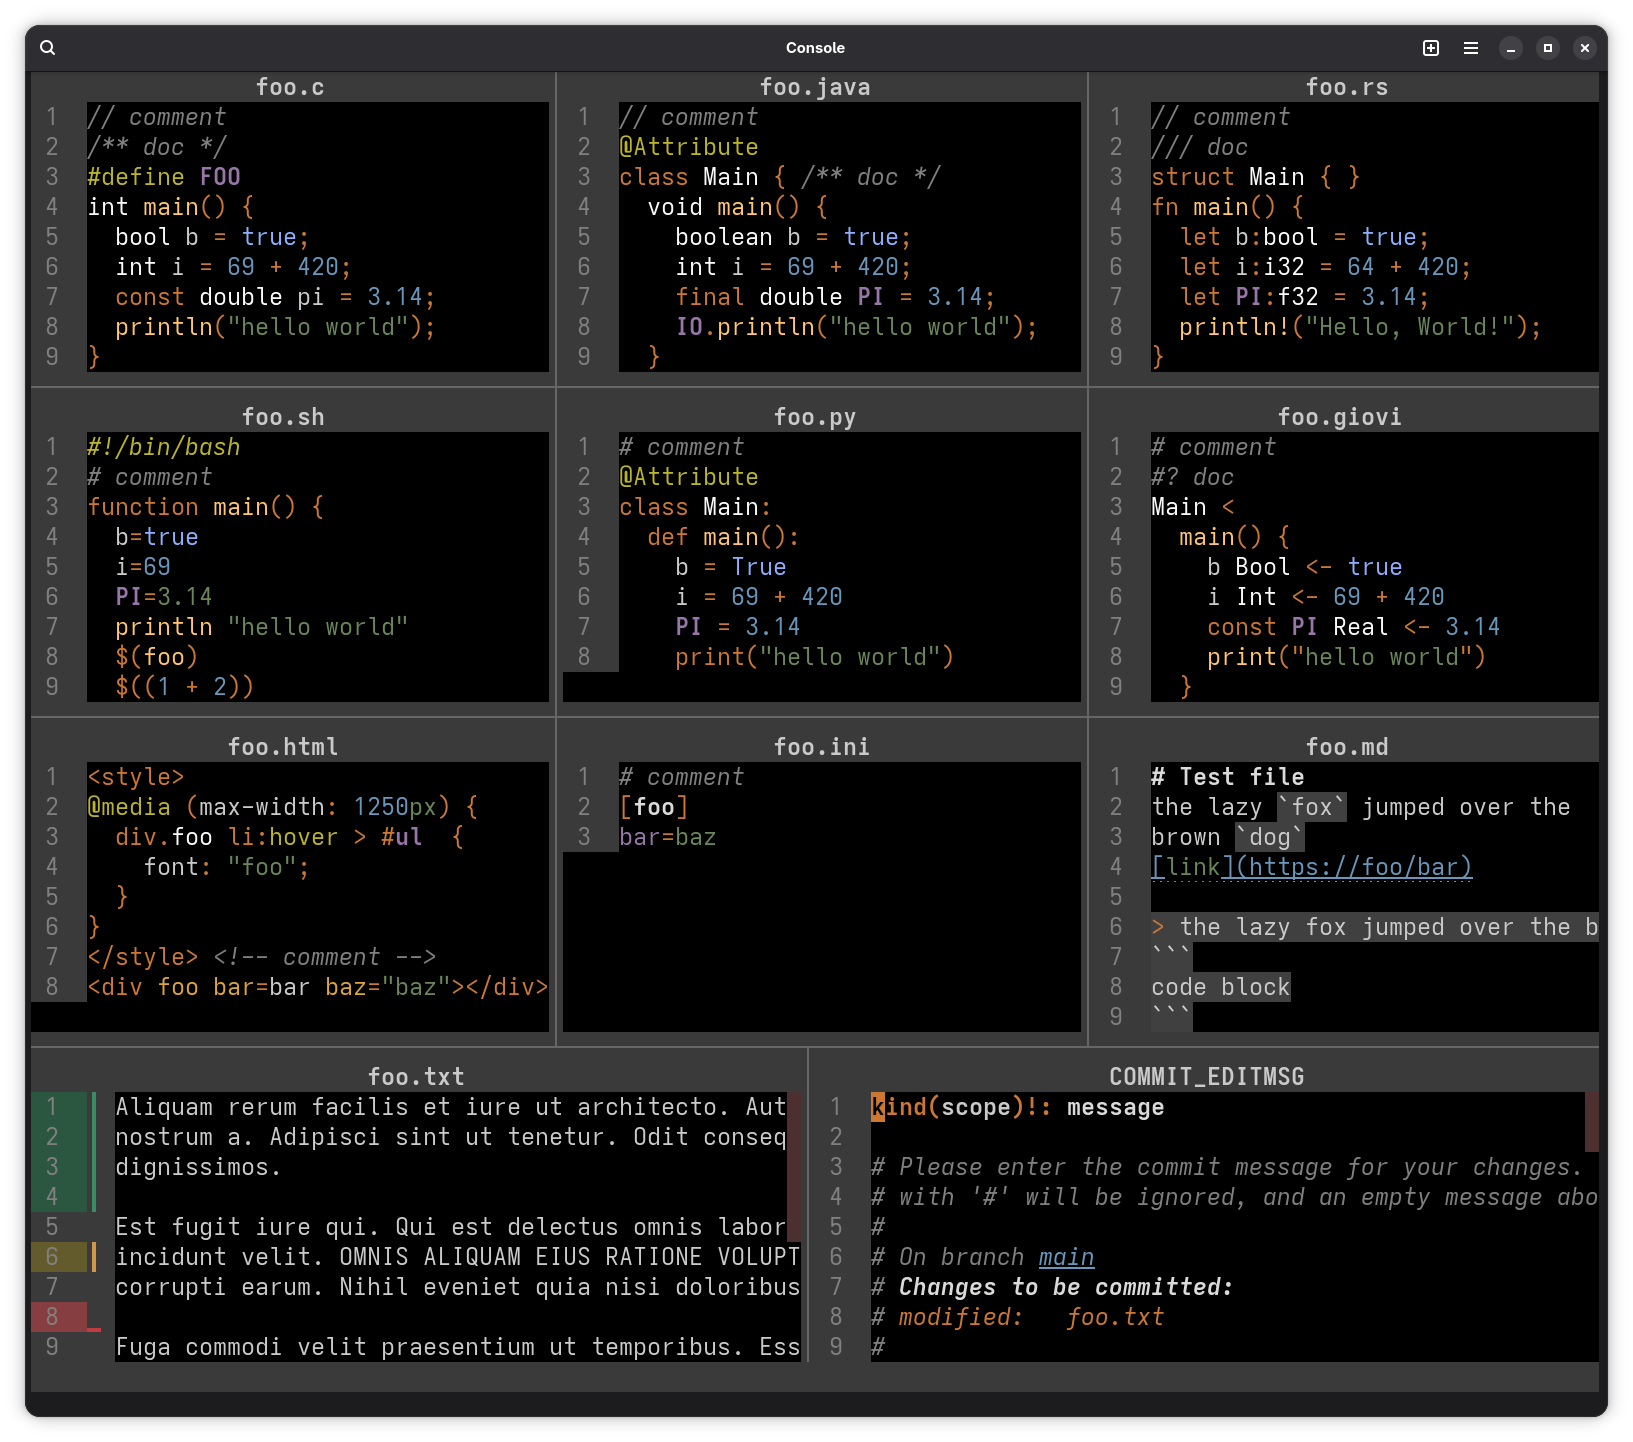 Console
foo.c
1 // comment
2 /** doc */
3 #define FOO
4 int main() {
5   bool b = true;
6   int i = 69 + 420;
7   const double pi = 3.14;
8   println("hello world");
9 }
foo.java
1 // comment
2 @Attribute
3 class Main { /** doc */
4   void main() {
5     boolean b = true;
6     int i = 69 + 420;
7     final double PI = 3.14;
8     IO.println("hello world");
9   }
foo.rs
1 // comment
2 /// doc
3 struct Main { }
4 fn main() {
5   let b:bool = true;
6   let i:i32 = 64 + 420;
7   let PI:f32 = 3.14;
8   println!("Hello, World!");
9 }
foo.sh
1 #!/bin/bash
2 # comment
3 function main() {
4   b=true
5   i=69
6   PI=3.14
7   println "hello world"
8   $(foo)
9   $((1 + 2))
foo.py
1 # comment
2 @Attribute
3 class Main:
4   def main():
5     b = True
6     i = 69 + 420
7     PI = 3.14
8     print("hello world")
foo.giovi
1 # comment
2 #? doc
3 Main <
4   main() {
5     b Bool <- true
6     i Int <- 69 + 420
7     const PI Real <- 3.14
8     print("hello world")
9   }
foo.html
1 <style>
2 @media (max-width: 1250px) {
3   div.foo li:hover > #ul  {
4     font: "foo";
5   }
6 }
7 </style> <!-- comment -->
8 <div foo bar=bar baz="baz"></div>
foo.ini
1 # comment
2 [foo]
3 bar=baz
foo.md
1 # Test file
2 the lazy `fox` jumped over the
3 brown `dog`
4 [link](https://foo/bar)
5
6 > the lazy fox jumped over the b
7 ```
8 code block
9 ```
foo.txt
1 Aliquam rerum facilis et iure ut architecto. Aut
2 nostrum a. Adipisci sint ut tenetur. Odit conseq
3 dignissimos.
4
5 Est fugit iure qui. Qui est delectus omnis labor
6 incidunt velit. OMNIS ALIQUAM EIUS RATIONE VOLUPT
7 corrupti earum. Nihil eveniet quia nisi doloribus
8
9 Fuga commodi velit praesentium ut temporibus. Ess
COMMIT_EDITMSG
1 kind(scope)!: message
2
3 # Please enter the commit message for your changes.
4 # with '#' will be ignored, and an empty message abo
5 #
6 # On branch main
7 # Changes to be committed:
8 # modified:   foo.txt
9 #